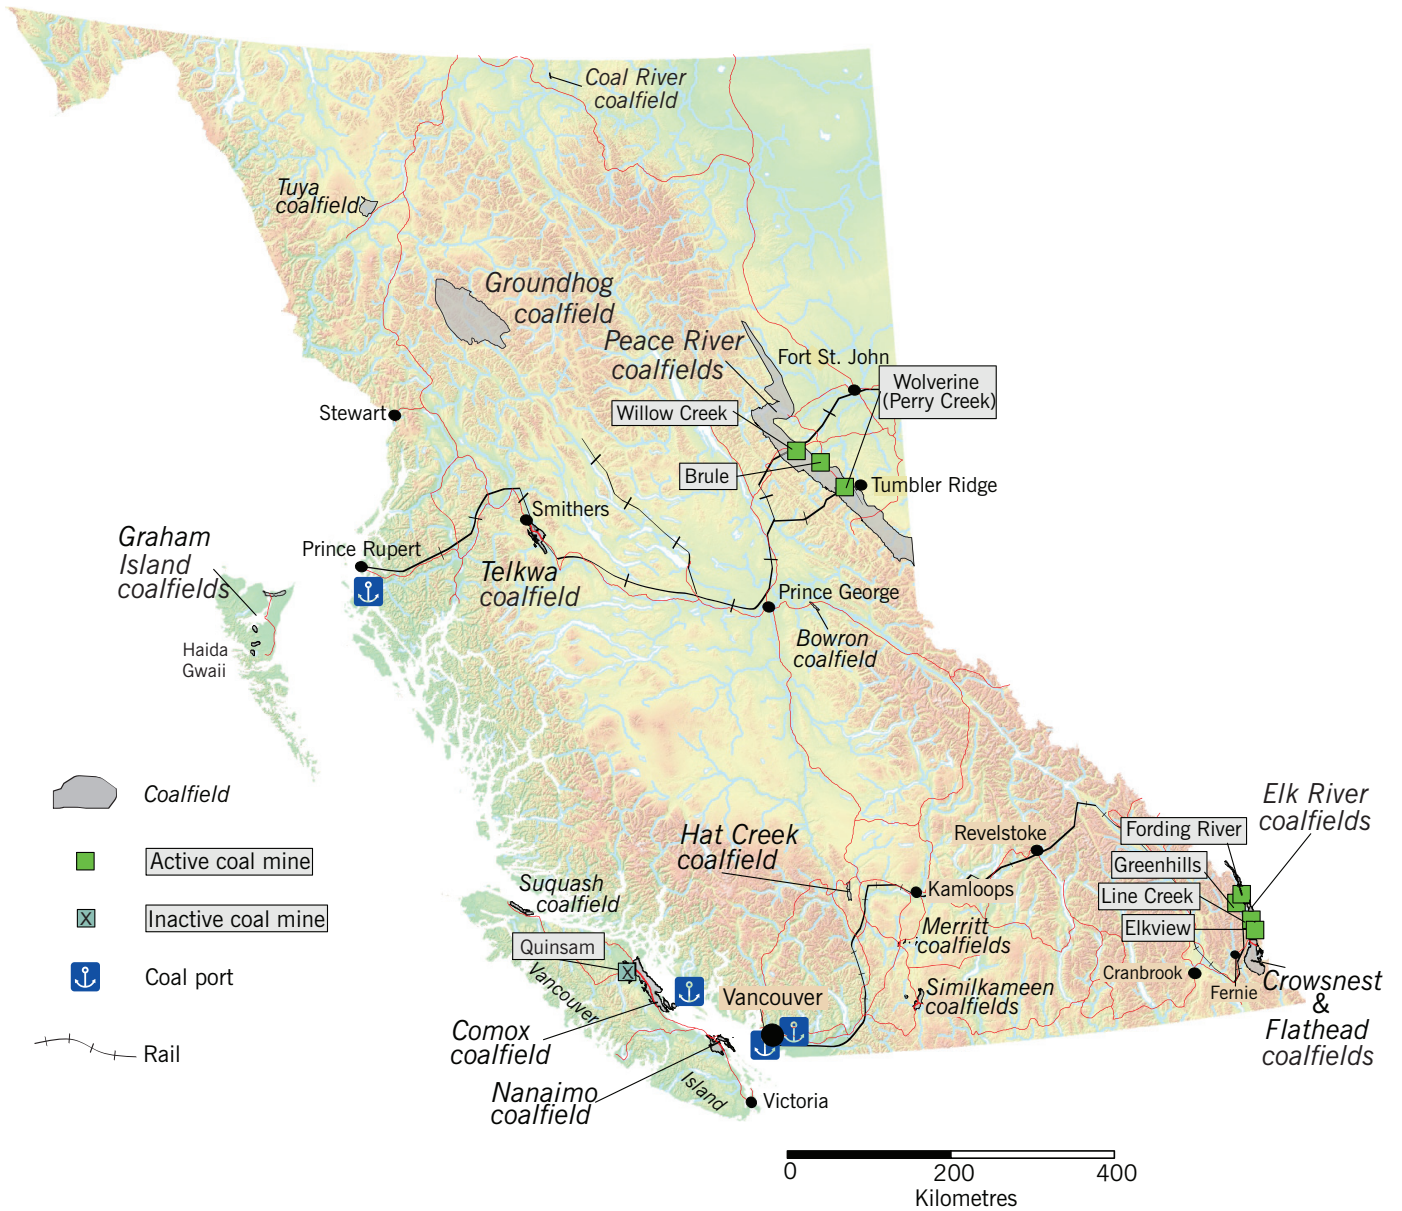 Coal River
coalfield
Tuya
coalfield
Groundhog
coalfield
Peace River
coalfields
Fort St. John
Wolverine
(Perry Creek)
Willow Creek
Stewart
Brule
Tumbler Ridge
Smithers
Graham
Island
coalfields
Prince Rupert
Telkwa
coalfield
Prince George
Bowron
coalfield
Haida
Gwaii
Coalfield
Active coal mine
Inactive coal mine
Coal port
Rail
Elk River
coalfields
Fording River
Greenhills
Line Creek
Elkview
Revelstoke
Hat Creek
coalfield
Kamloops
Suquash
coalfield
Merritt
coalfields
Quinsam
X
Vancouver
Island
Cranbrook
Fernie
Crowsnest
&
Flathead
coalfields
Similkameen
coalfields
Vancouver
Comox
coalfield
Nanaimo
coalfield
Victoria
X
0 200 400
Kilometres